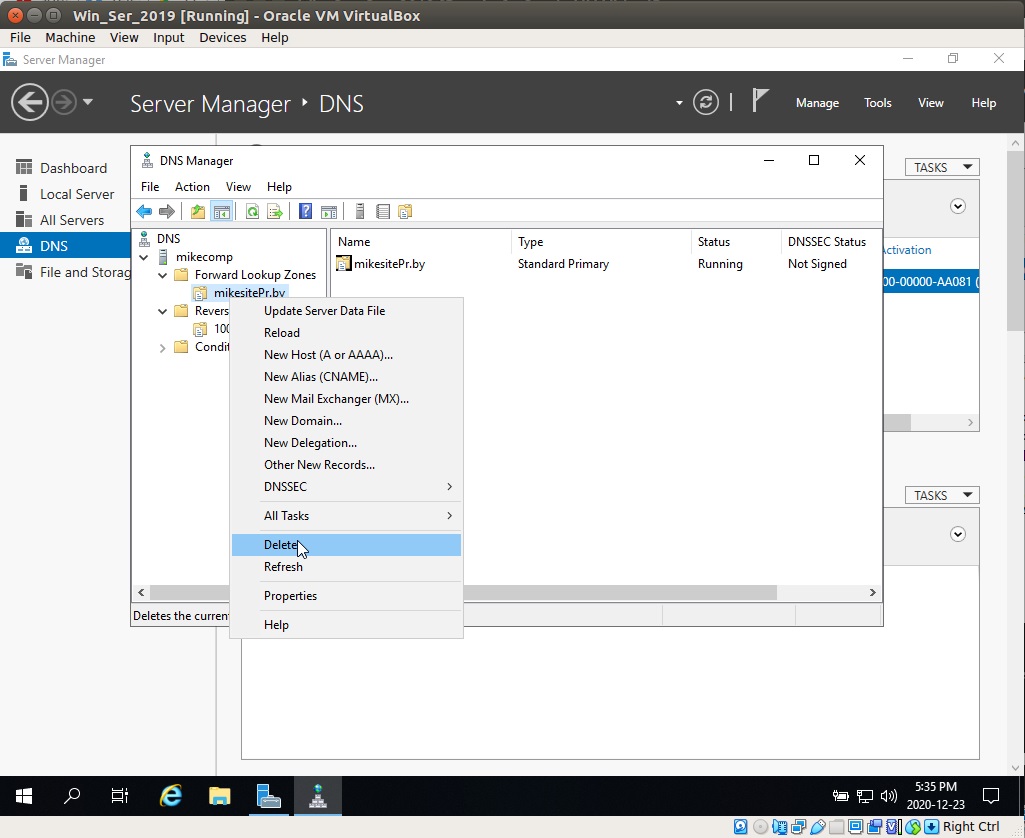 Win_Ser_2019 [Running] - Oracle VM VirtualBox
File Machine View Input Devices Help
Server Manager
Server Manager DNS
Manage Tools View Help
Dashboard
Local Server
All Servers
DNS
File and Storag
TASKS
Activation
00-00000-AA081 (
TASKS
DNS Manager
File Action View Help
DNS
mikecomp
Forward Lookup Zones
mikesitePr.by
Revers
100
Condit
Name Type Status DNSSEC Status
mikesitePr.by Standard Primary Running Not Signed
Update Server Data File
Reload
New Host (A or AAAA)...
New Alias (CNAME)...
New Mail Exchanger (MX)...
New Domain...
New Delegation...
Other New Records...
DNSSEC
All Tasks
Delete
Refresh
Properties
Help
Deletes the curren
5:35 PM
2020-12-23
Right Ctrl